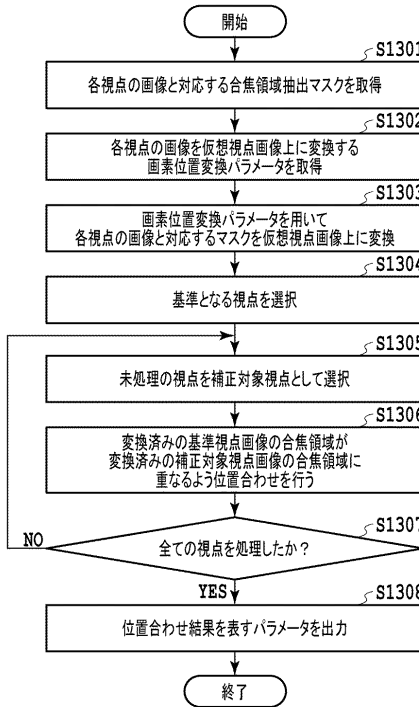 開始
S1301
各視点の画像と対応する合焦領域抽出マスクを取得
S1302
各視点の画像を仮想視点画像上に変換する
画素位置変換パラメータを取得
S1303
画素位置変換パラメータを用いて
各視点の画像と対応するマスクを仮想視点画像上に変換
S1304
基準となる視点を選択
S1305
未処理の視点を補正対象視点として選択
S1306
変換済みの基準視点画像の合焦領域が
変換済みの補正対象視点画像の合焦領域に
重なるよう位置合わせを行う
S1307
NO
全ての視点を処理したか？
YES
S1308
位置合わせ結果を表すパラメータを出力
終了